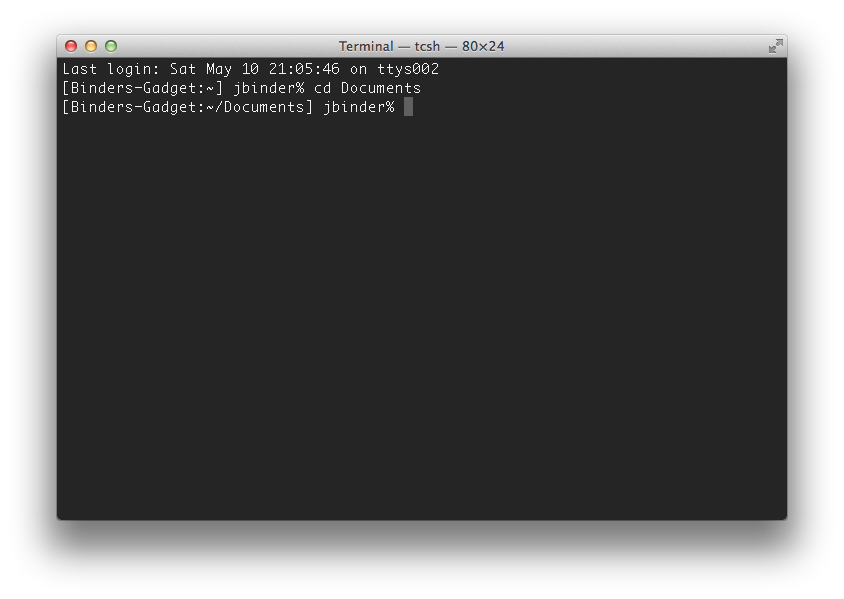 Terminal — tcsh — 80×24
Last login: Sat May 10 21:05:46 on ttys002
[Binders-Gadget:~] jbinder% cd Documents
[Binders-Gadget:~/Documents] jbinder%